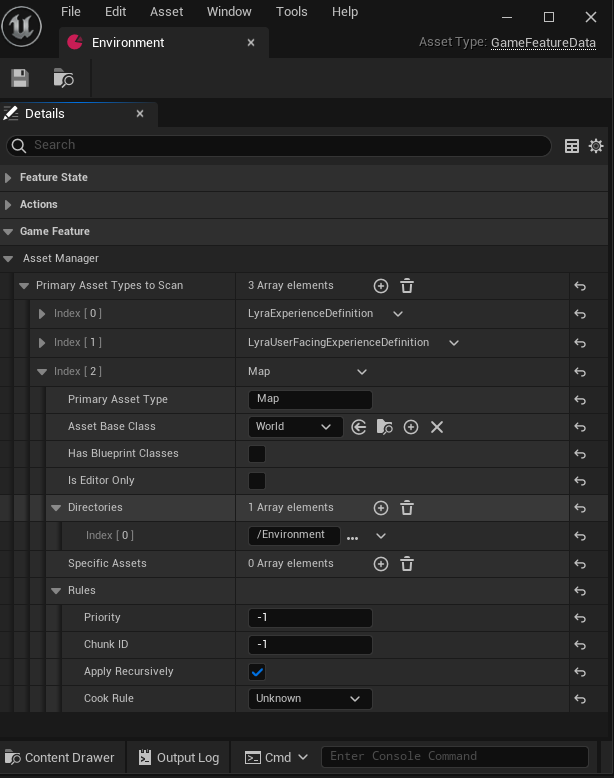 File Edit Asset Window Tools Help
Environment
Asset Type: GameFeatureData
Details
Search
Feature State
Actions
Game Feature
Asset Manager
Primary Asset Types to Scan 3 Array elements
Index [ 0 ] LyraExperienceDefinition
Index [ 1 ] LyraUserFacingExperienceDefinition
Index [ 2 ] Map
Primary Asset Type Map
Asset Base Class World
Has Blueprint Classes
Is Editor Only
Directories 1 Array elements
Index [ 0 ] /Environment
Specific Assets 0 Array elements
Rules
Priority -1
Chunk ID -1
Apply Recursively
Cook Rule Unknown
Content Drawer Output Log Cmd Enter Console Command